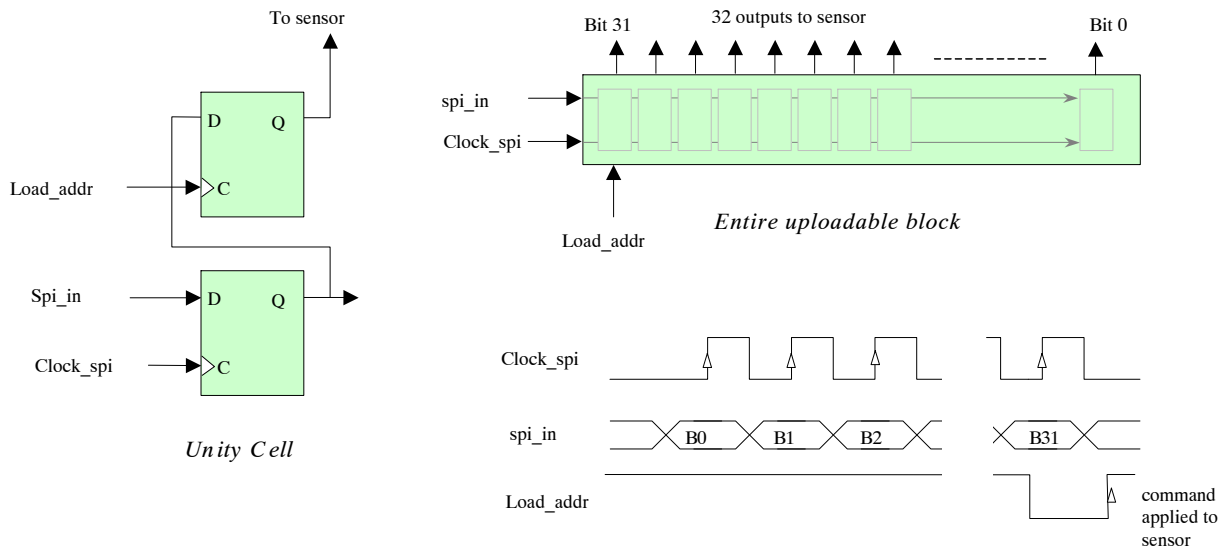 To sensor
D
Q
Load_addr
C
Spi_in
D
Q
Clock_spi
C
Unity Cell
32 outputs to sensor
Bit 31
Bit 0
spi_in
Clock_spi
Load_addr
Entire uploadable block
Clock_spi
spi_in
B0
B1
B2
B31
Load_addr
command
applied to
sensor